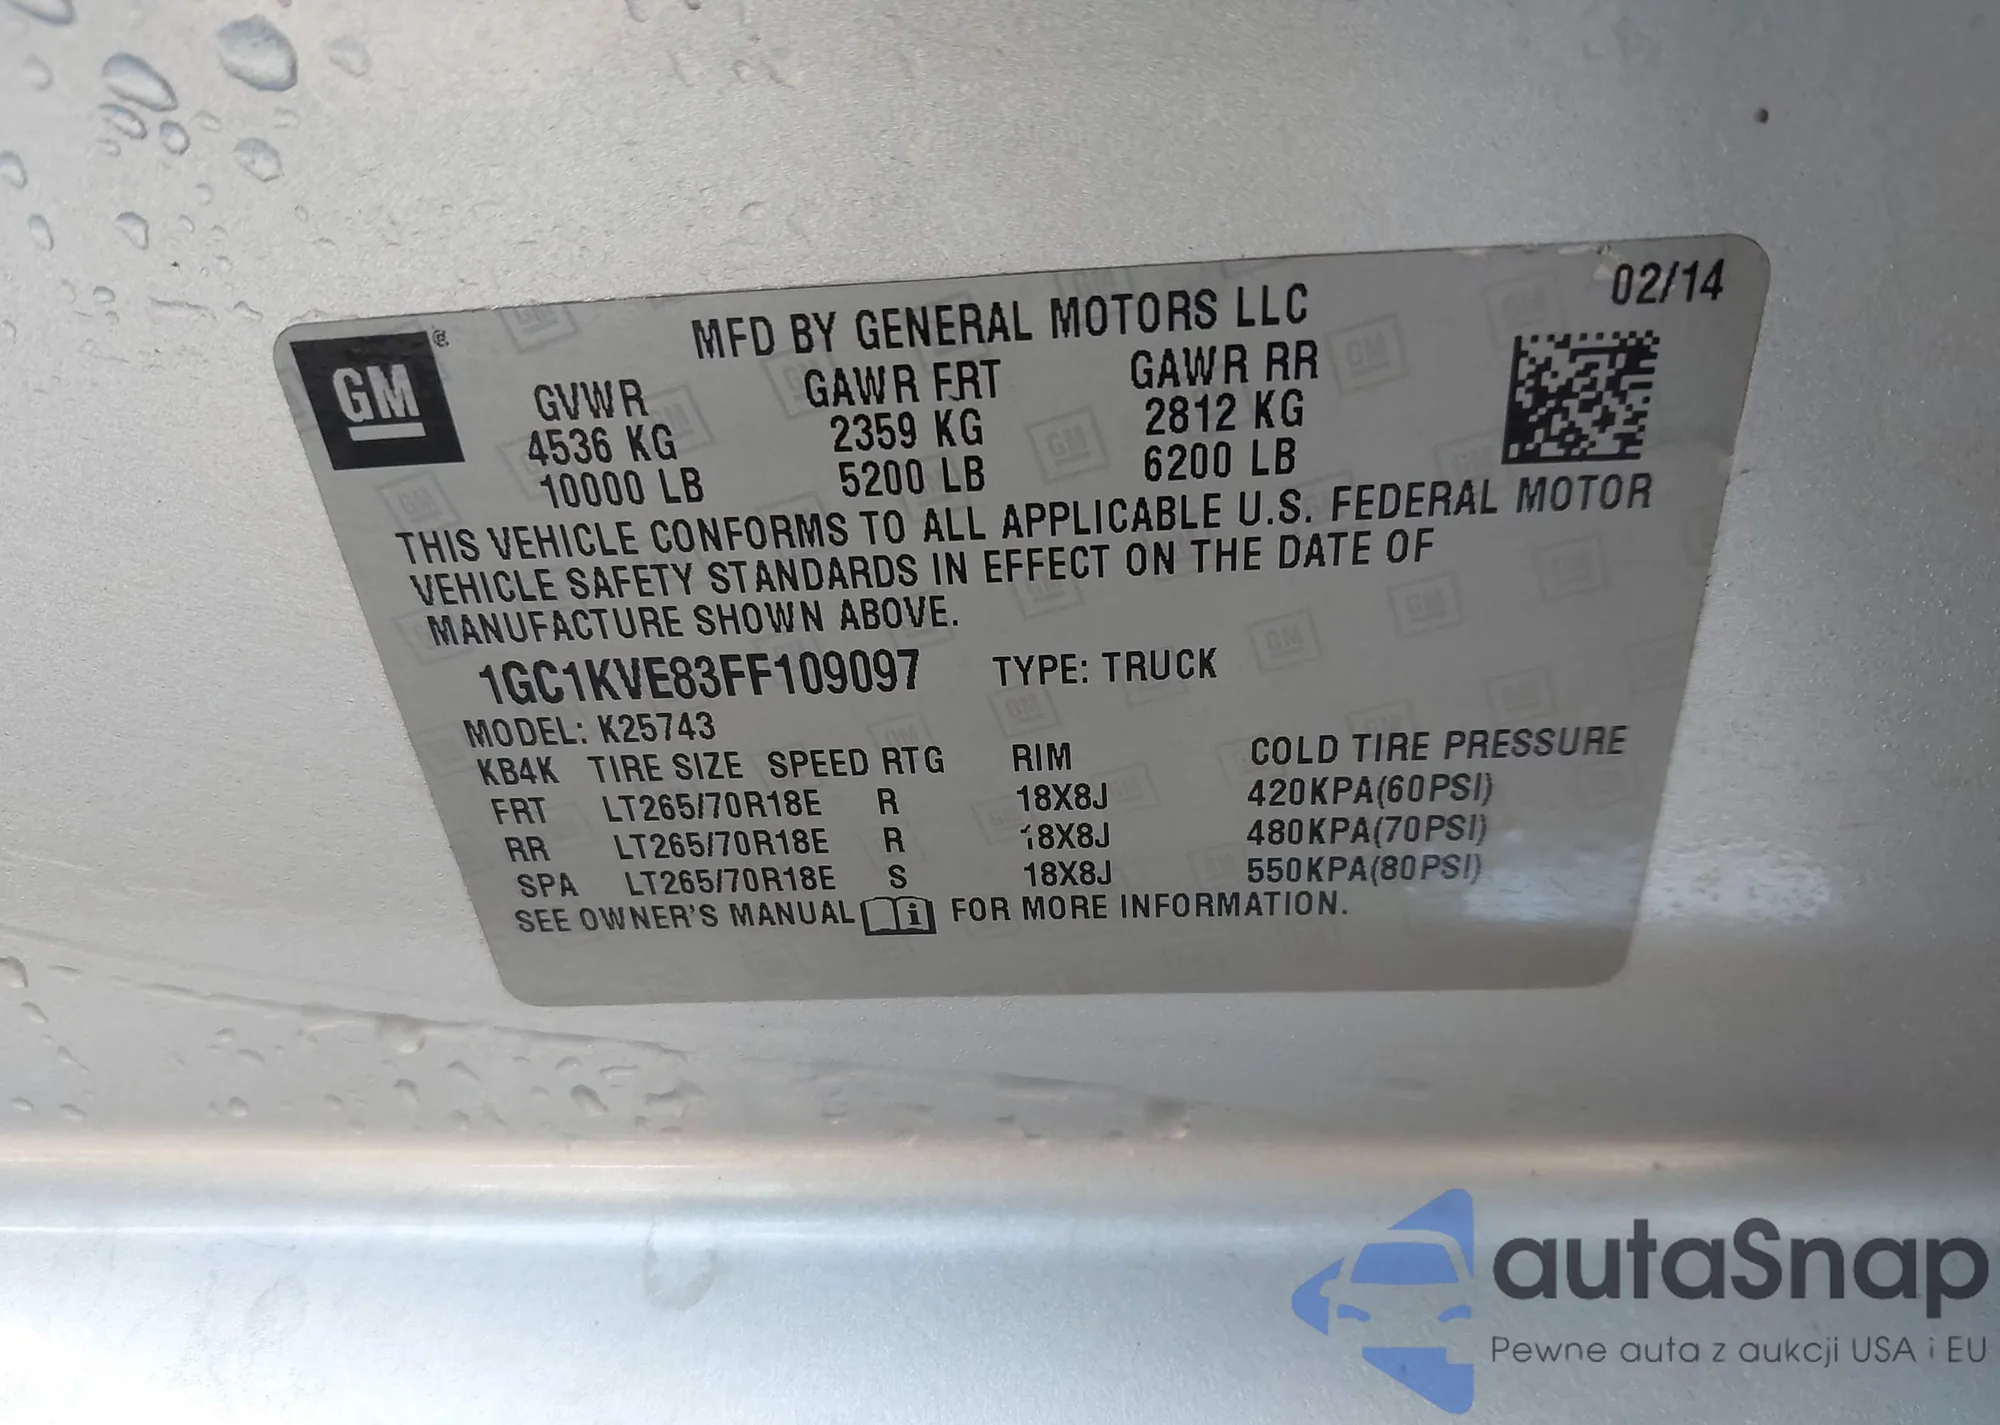 02/14
GM ®
MFD BY GENERAL MOTORS LLC
GVWR GAWR FRT GAWR RR
4536 KG 2359 KG 2812 KG
10000 LB 5200 LB 6200 LB
THIS VEHICLE CONFORMS TO ALL APPLICABLE U.S. FEDERAL MOTOR
VEHICLE SAFETY STANDARDS IN EFFECT ON THE DATE OF
MANUFACTURE SHOWN ABOVE.
1GC1KVE83FF109097 TYPE: TRUCK
MODEL: K25743
KB4K TIRE SIZE SPEED RTG RIM COLD TIRE PRESSURE
FRT LT265/70R18E R 18X8J 420KPA(60PSI)
RR LT265/70R18E R 18X8J 480KPA(70PSI)
SPA LT265/70R18E S 18X8J 550KPA(80PSI)
SEE OWNER'S MANUAL i FOR MORE INFORMATION.
autaSnap
Pewne auta z aukcji USA i EU